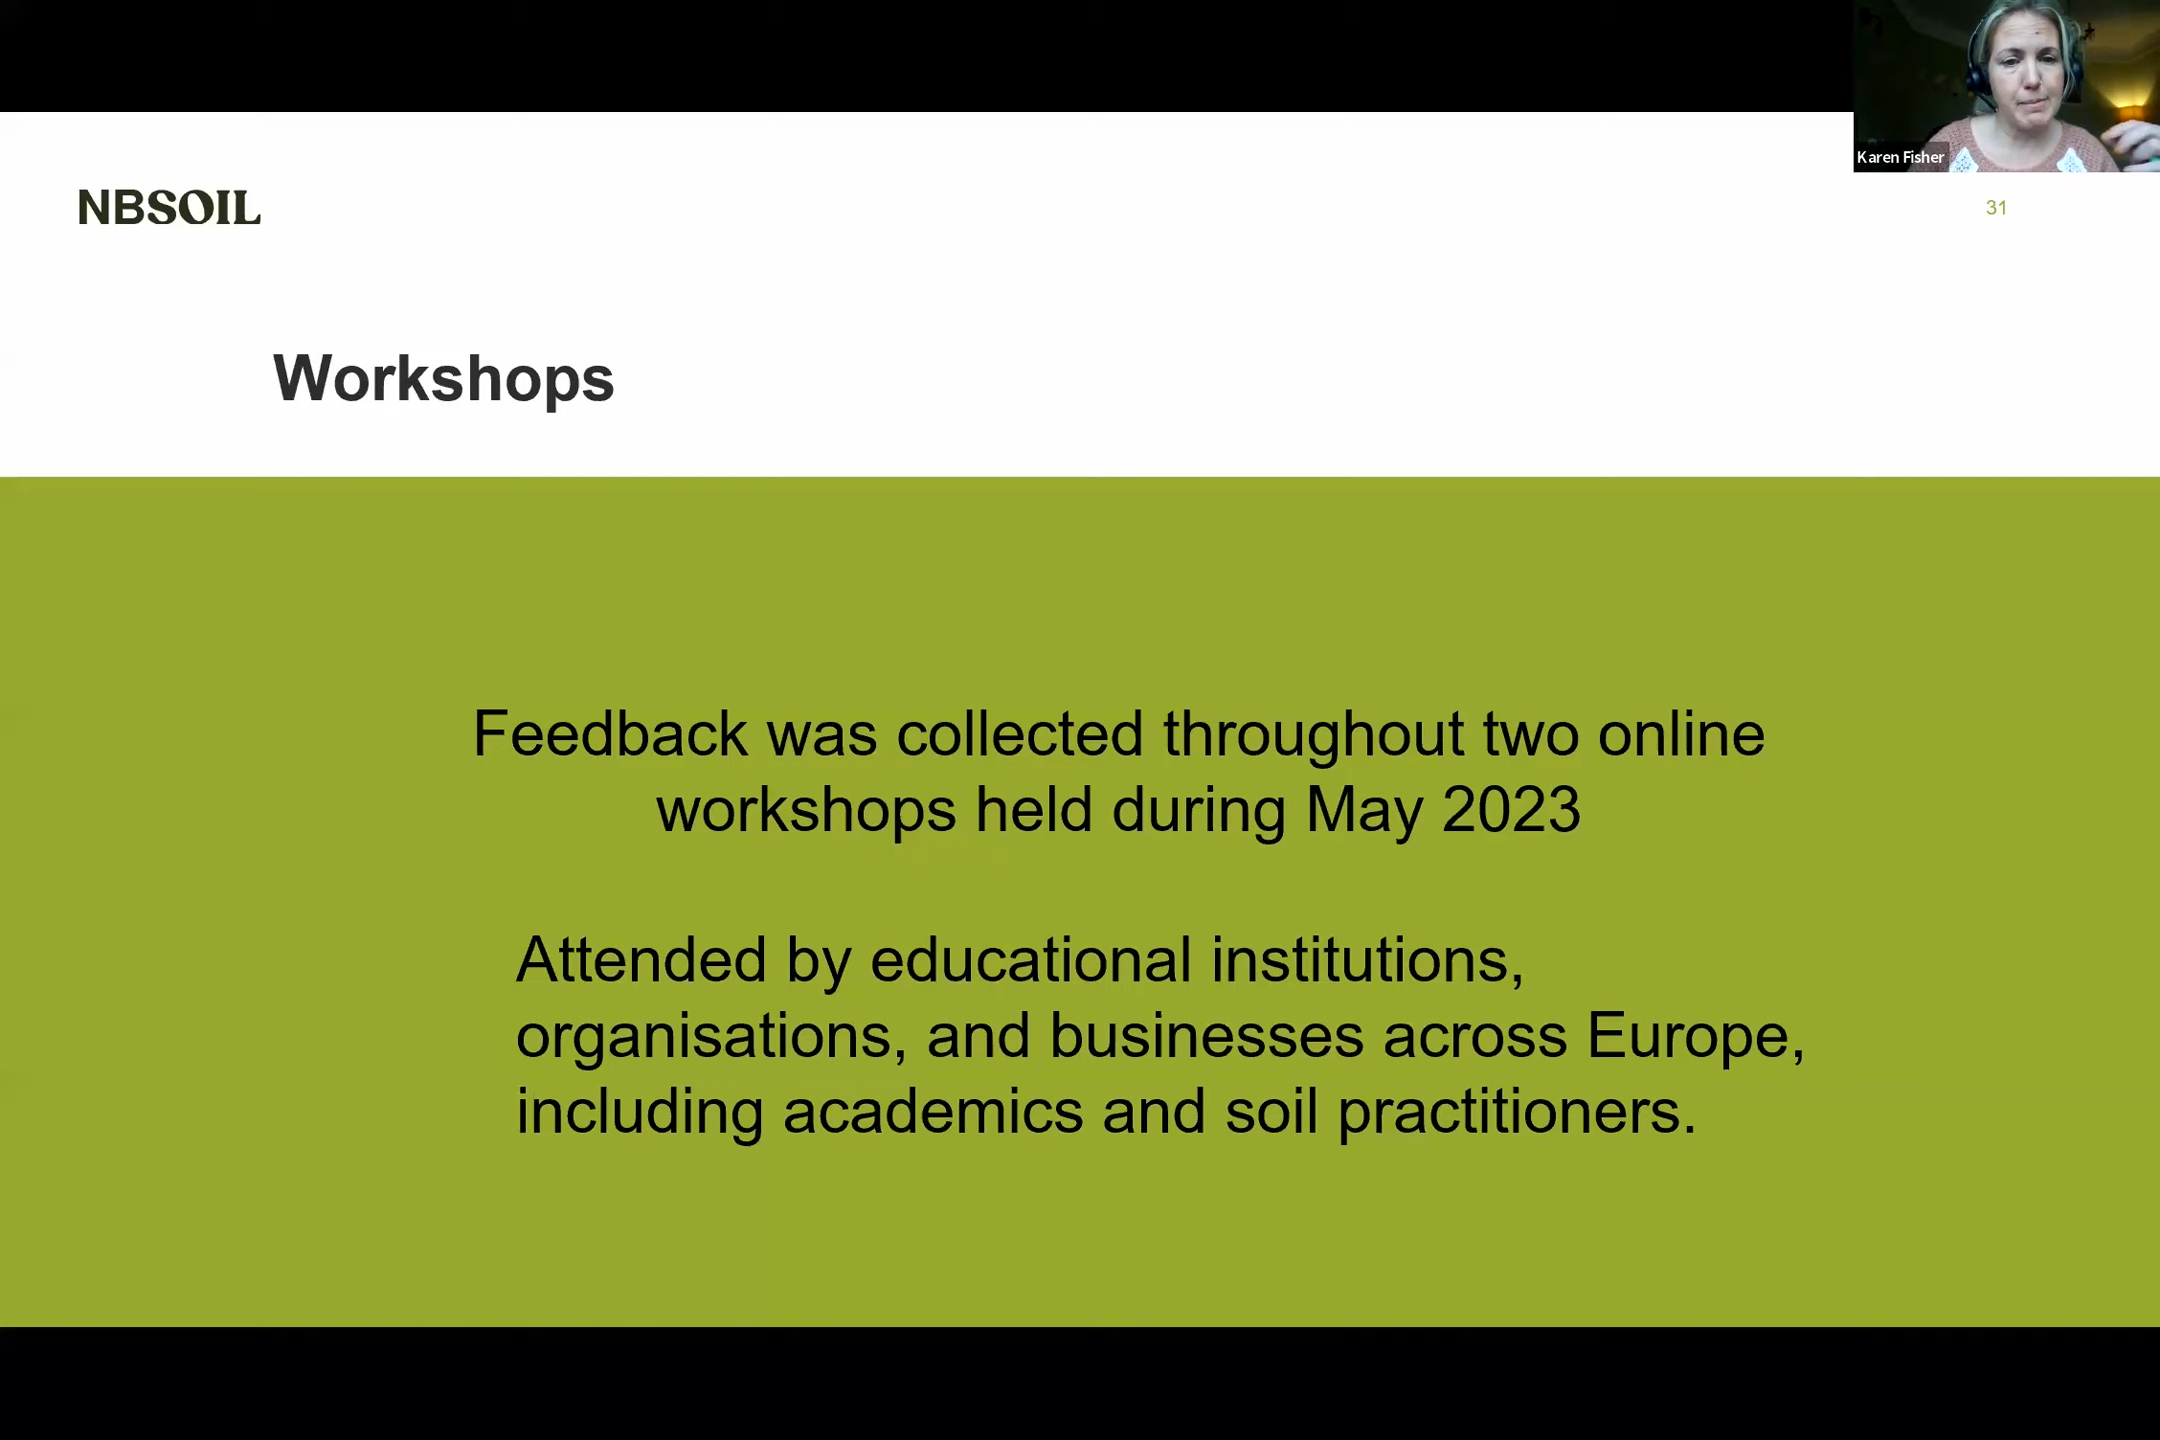 Karen Fisher
NBSOIL
31
Workshops
Feedback was collected throughout two online
workshops held during May 2023
Attended by educational institutions,
organisations, and businesses across Europe,
including academics and soil practitioners.